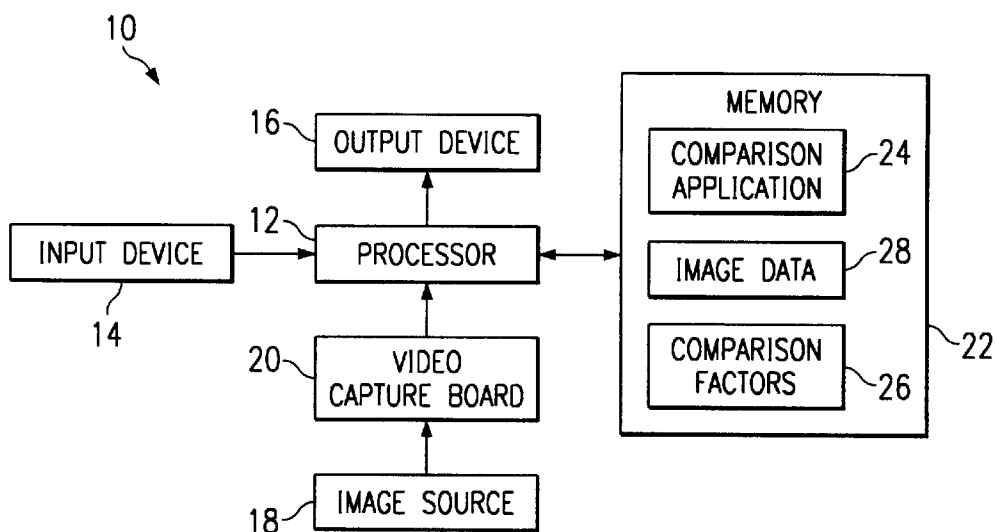 10
MEMORY
16
OUTPUT DEVICE
COMPARISON
APPLICATION
24
12
INPUT DEVICE
PROCESSOR
IMAGE DATA
28
14
20
VIDEO
CAPTURE BOARD
COMPARISON
FACTORS
26
22
18
IMAGE SOURCE